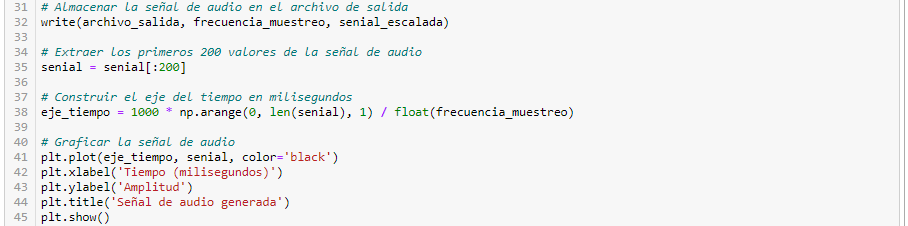 31 # Almacenar la señal de audio en el archivo de salida
32 write(archivo_salida, frecuencia_muestreo, senial_escalada)
33
34 # Extraer los primeros 200 valores de la señal de audio
35 senial = senial[:200]
36
37 # Construir el eje del tiempo en milisegundos
38 eje_tiempo = 1000 * np.arange(0, len(senial), 1) / float(frecuencia_muestreo)
39
40 # Graficar la señal de audio
41 plt.plot(eje_tiempo, senial, color='black')
42 plt.xlabel('Tiempo (milisegundos)')
43 plt.ylabel('Amplitud')
44 plt.title('Señal de audio generada')
45 plt.show()